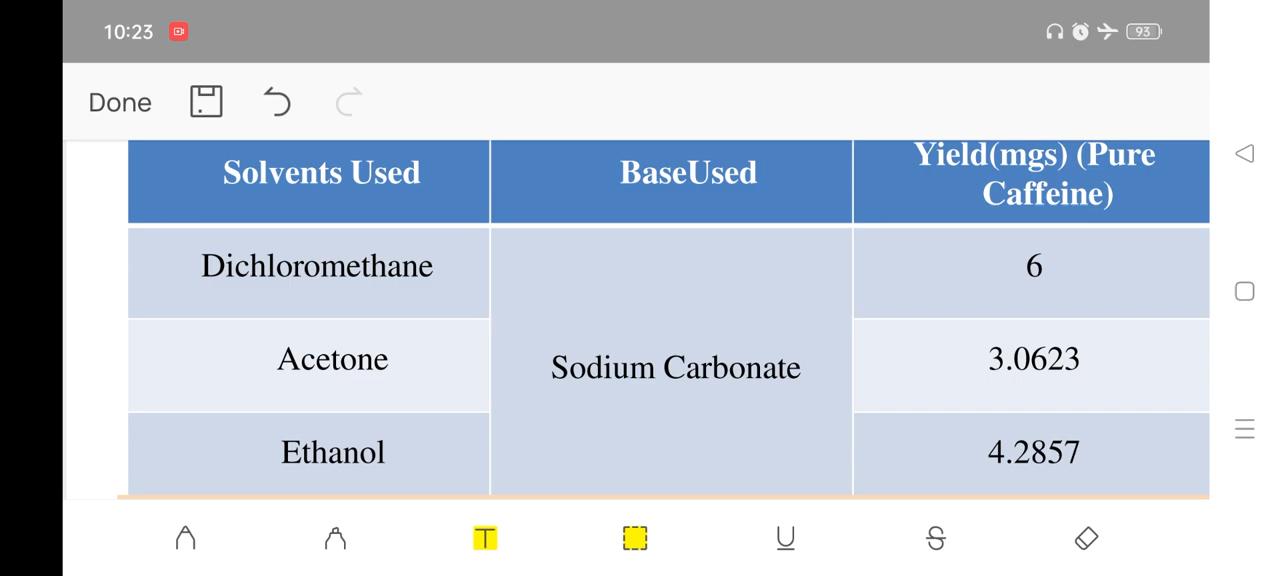 10:23
93
Done
Solvents Used
BaseUsed
Yield(mgs) (Pure
Caffeine)
Dichloromethane
6
Acetone
Sodium Carbonate
3.0623
Ethanol
4.2857
T
U
S